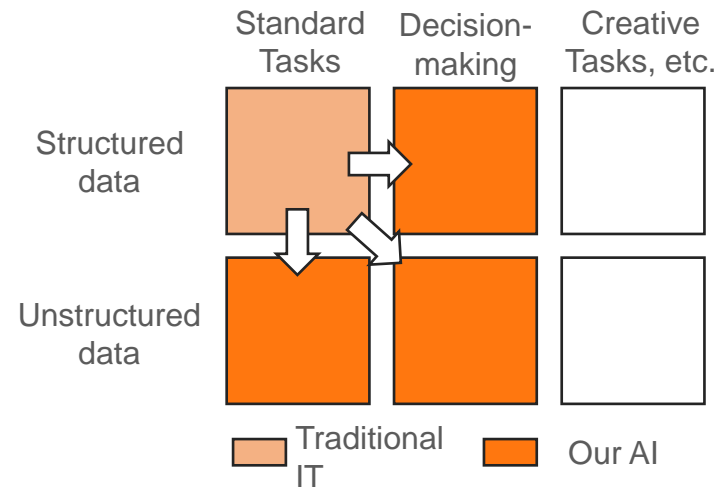 Standard
Tasks
Decision-
making
Creative
Tasks, etc.
Structured
data
Unstructured
data
Traditional
IT
Our AI